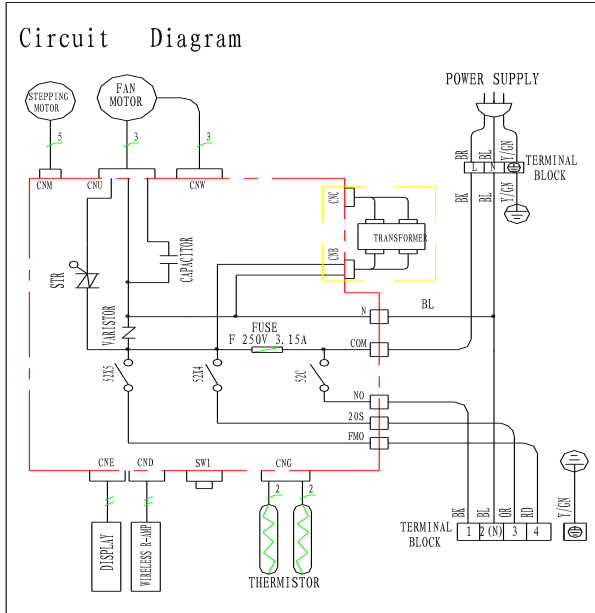 Circuit Diagram
POWER SUPPLY
STEPPING
MOTOR
FAN
MOTOR
5
3
3
BR
BL
Y/GN
CNM
CNU
CNW
L
N
TERMINAL
BLOCK
BK
BL
Y/GN
CNC
TRANSFORMER
CNB
STR
CAPACITOR
VARISTOR
N
BL
FUSE
F 250V 3.15A
COM
52X5
52X4
52C
NO
20S
FMO
CNE
CND
SW1
CNG
2
2
DISPLAY
WIRELESS R-AMP
THERMISTOR
BK
BL
OR
RD
Y/GN
TERMINAL
BLOCK
1
2(N)
3
4